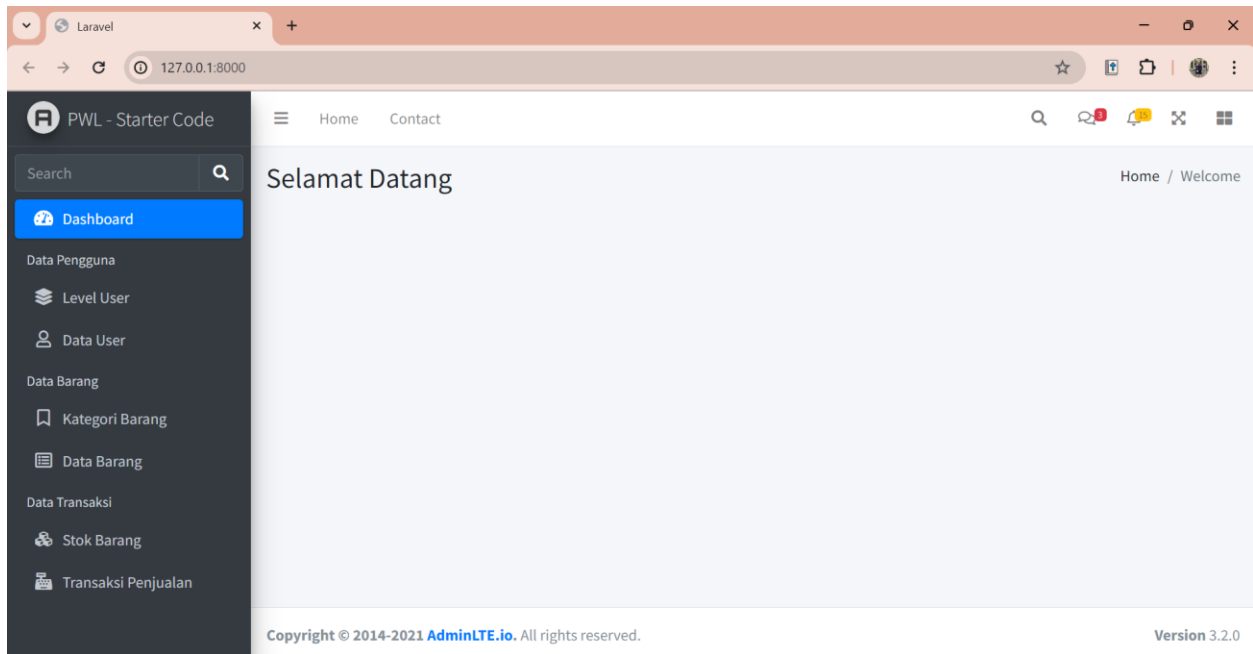 Laravel
127.0.0.1:8000
PWL - Starter Code
Home Contact
3
15
Search
Selamat Datang
Home / Welcome
Dashboard
Data Pengguna
Level User
Data User
Data Barang
Kategori Barang
Data Barang
Data Transaksi
Stok Barang
Transaksi Penjualan
Copyright © 2014-2021 AdminLTE.io. All rights reserved.
Version 3.2.0